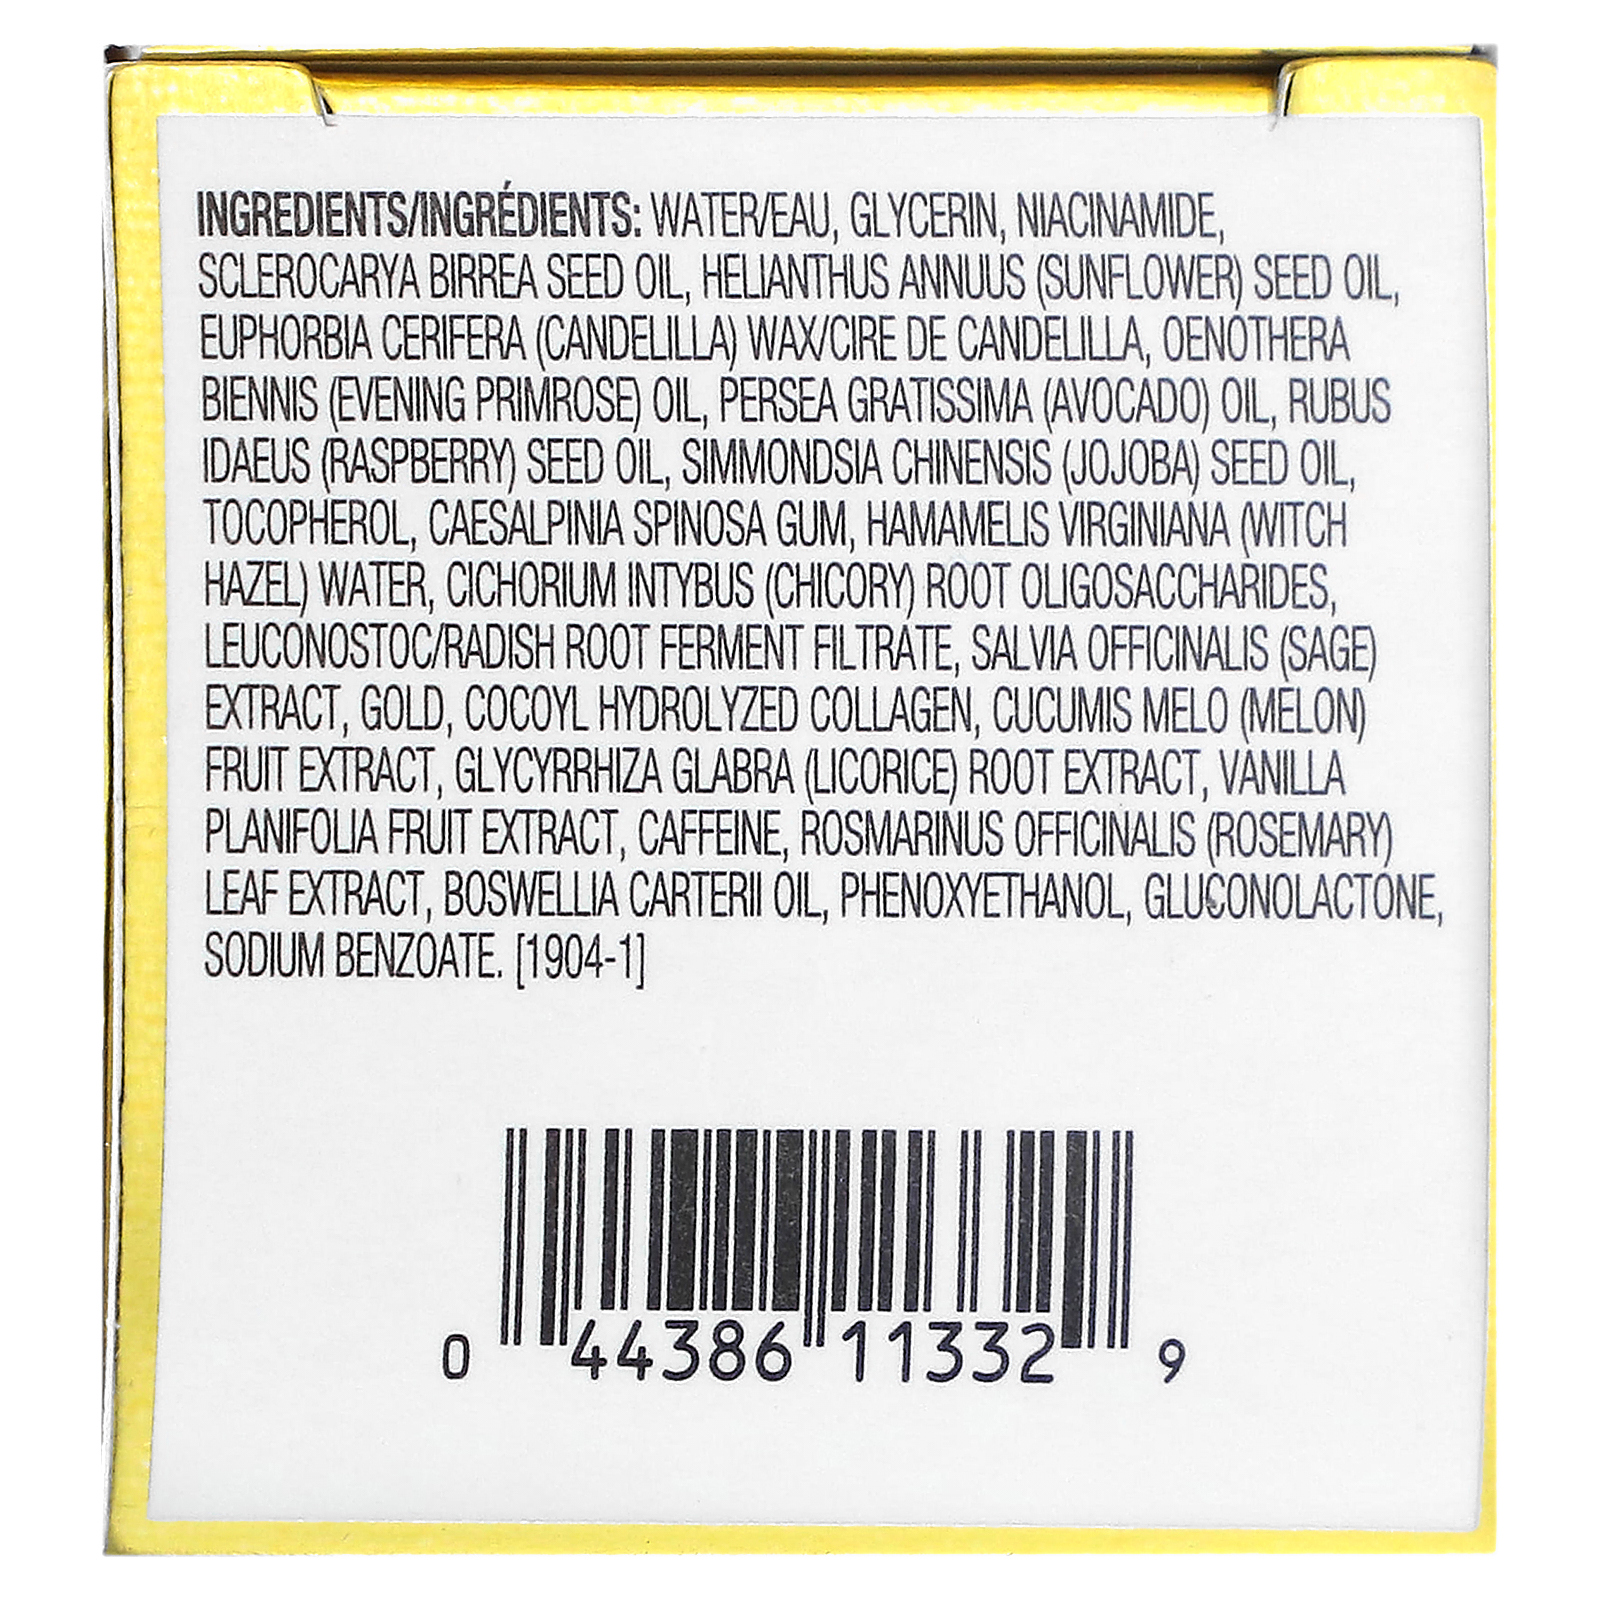 INGREDIENTS/INGRÉDIENTS: WATER/EAU, GLYCERIN, NIACINAMIDE,
SCLEROCARYA BIRREA SEED OIL, HELIANTHUS ANNUUS (SUNFLOWER) SEED OIL,
EUPHORBIA CERIFERA (CANDELILLA) WAX/CIRE DE CANDELILLA, OENOTHERA
BIENNIS (EVENING PRIMROSE) OIL, PERSEA GRATISSIMA (AVOCADO) OIL, RUBUS
IDAEUS (RASPBERRY) SEED OIL, SIMMONDSIA CHINENSIS (JOJOBA) SEED OIL,
TOCOPHEROL, CAESALPINIA SPINOSA GUM, HAMAMELIS VIRGINIANA (WITCH
HAZEL) WATER, CICHORIUM INTYBUS (CHICORY) ROOT OLIGOSACCHARIDES,
LEUCONOSTOC/RADISH ROOT FERMENT FILTRATE, SALVIA OFFICINALIS (SAGE)
EXTRACT, GOLD, COCOYL HYDROLYZED COLLAGEN, CUCUMIS MELO (MELON)
FRUIT EXTRACT, GLYCYRRHIZA GLABRA (LICORICE) ROOT EXTRACT, VANILLA
PLANIFOLIA FRUIT EXTRACT, CAFFEINE, ROSMARINUS OFFICINALIS (ROSEMARY)
LEAF EXTRACT, BOSWELLIA CARTERII OIL, PHENOXYETHANOL, GLUCONOLACTONE,
SODIUM BENZOATE. [1904-1]
0 44386 11332 9